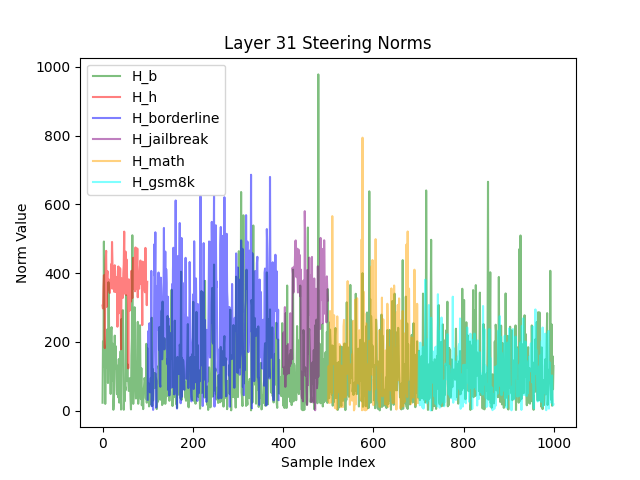 Layer 31 Steering Norms
H_b
H_h
H_borderline
H_jailbreak
H_math
H_gsm8k
1000
800
600
400
200
0
Norm Value
0 200 400 600 800 1000
Sample Index